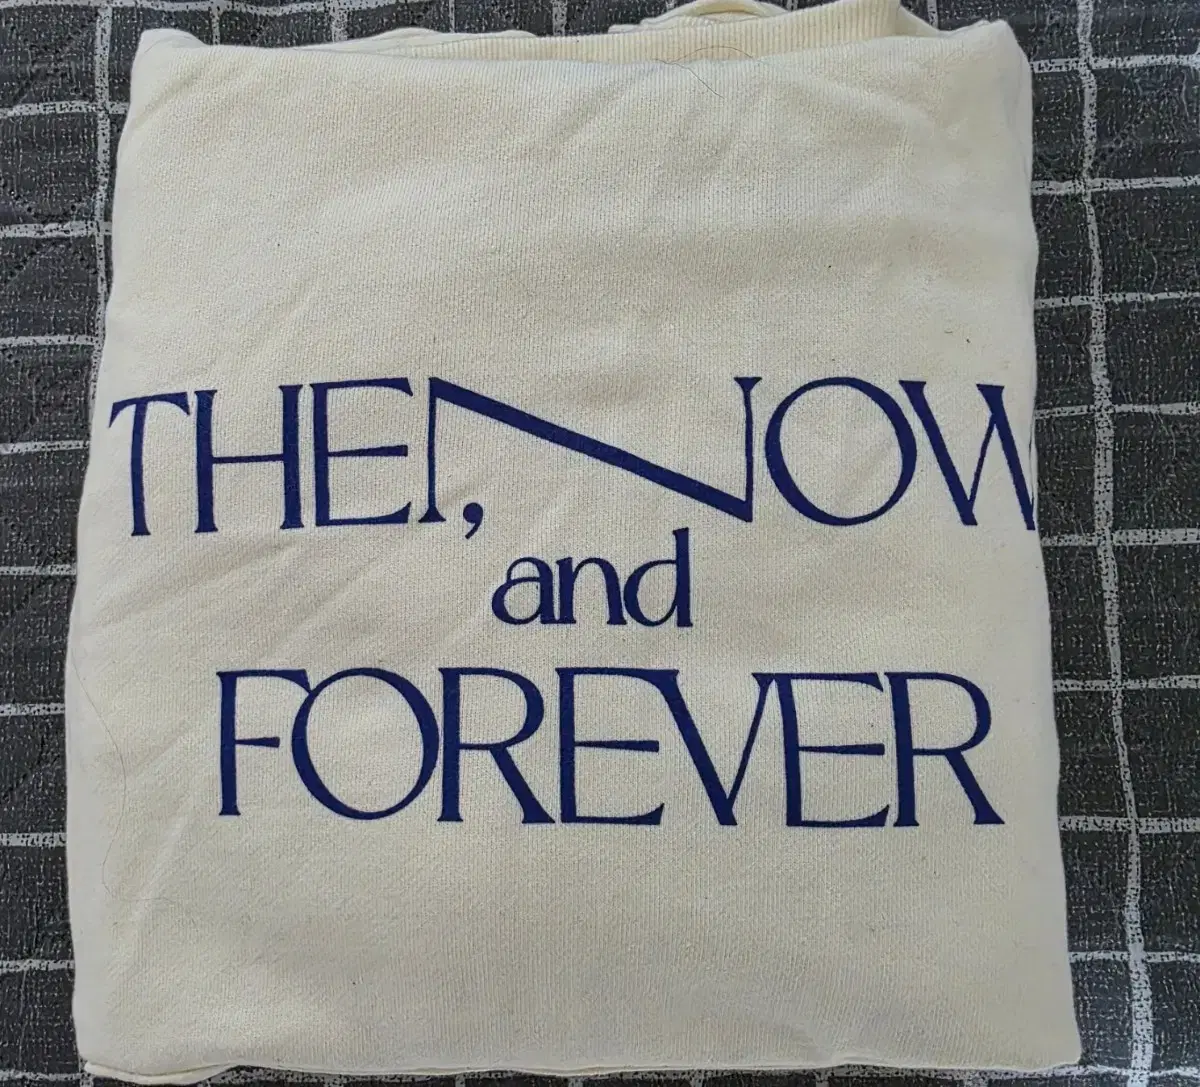 THEN, NOW
and
FOREVER